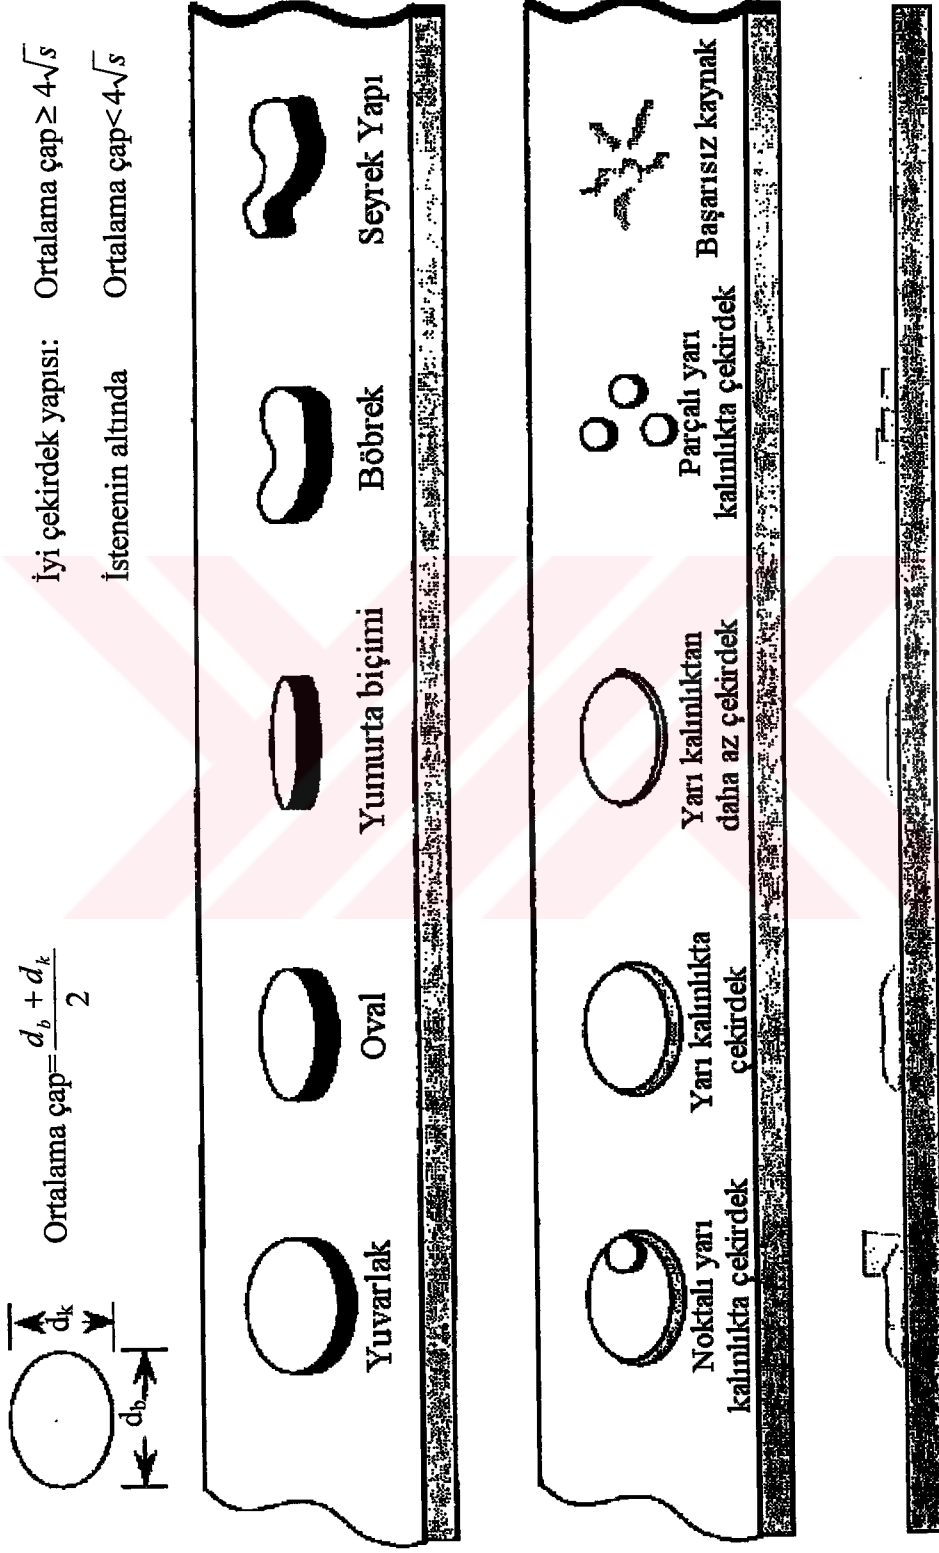 d_k
d_b
Ortalama çap=\frac{d_b + d_k}{2}
İyi çekirdek yapısı: Ortalama çap≥ 4√s
İstenenin altında Ortalama çap<4√s
Yuvarlak
Oval
Yumurta biçimi
Böbrek
Seyrek Yapı
Noktalı yarı
kalınlıkta çekirdek
Yarı kalınlıkta
çekirdek
Yarı kalınlıktan
daha az çekirdek
Parçalı yarı
kalınlıkta çekirdek
Başarısız kaynak